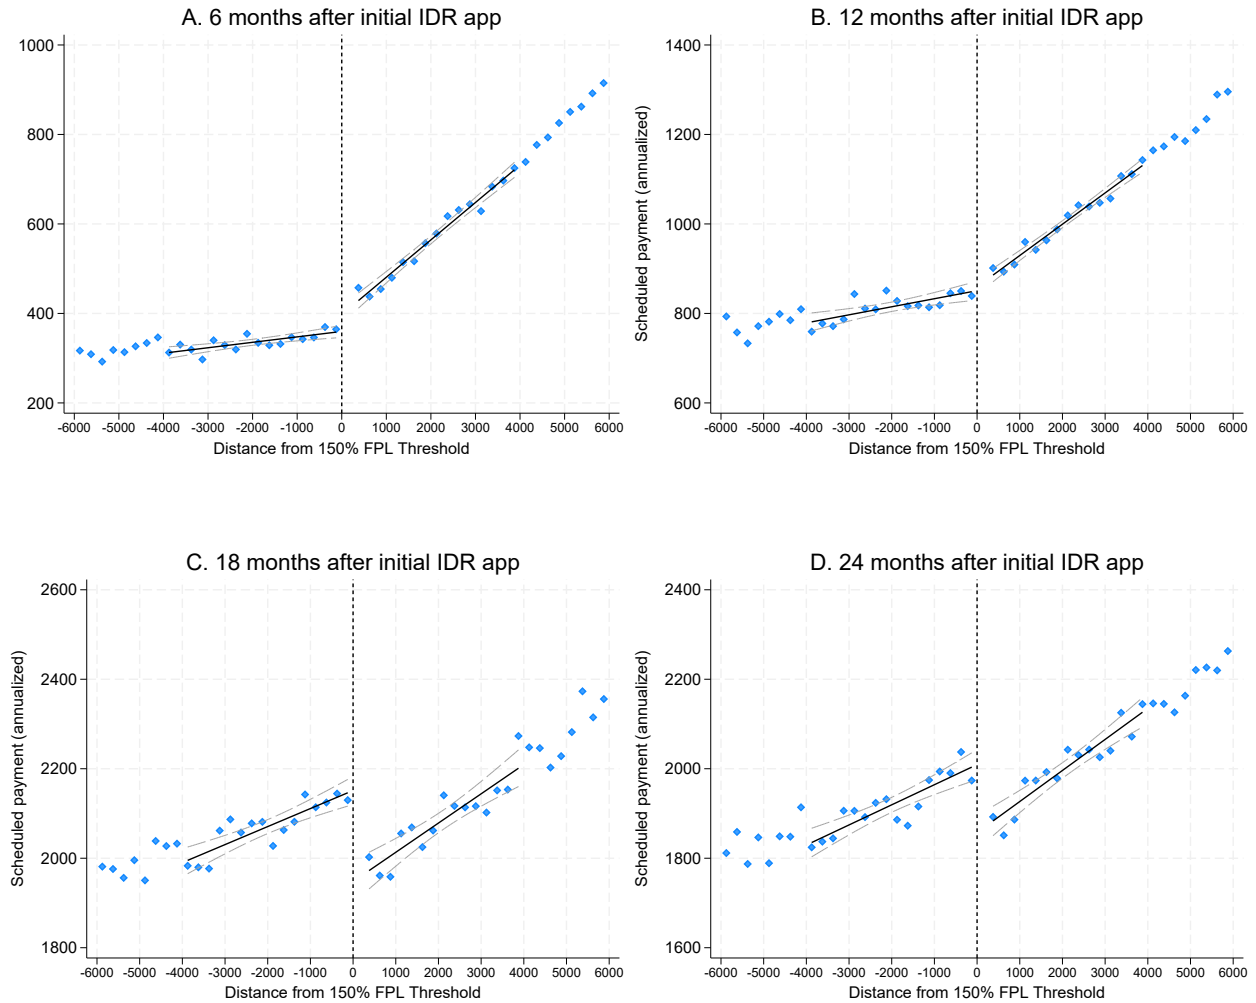 A. 6 months after initial IDR app
1000
800
600
400
200
-6000 -5000 -4000 -3000 -2000 -1000 0 1000 2000 3000 4000 5000 6000
Distance from 150% FPL Threshold
B. 12 months after initial IDR app
Scheduled payment (annualized)
1400
1200
1000
800
600
-6000 -5000 -4000 -3000 -2000 -1000 0 1000 2000 3000 4000 5000 6000
Distance from 150% FPL Threshold
C. 18 months after initial IDR app
Scheduled payment (annualized)
2600
2400
2200
2000
1800
-6000 -5000 -4000 -3000 -2000 -1000 0 1000 2000 3000 4000 5000 6000
Distance from 150% FPL Threshold
D. 24 months after initial IDR app
Scheduled payment (annualized)
2400
2200
2000
1800
1600
-6000 -5000 -4000 -3000 -2000 -1000 0 1000 2000 3000 4000 5000 6000
Distance from 150% FPL Threshold